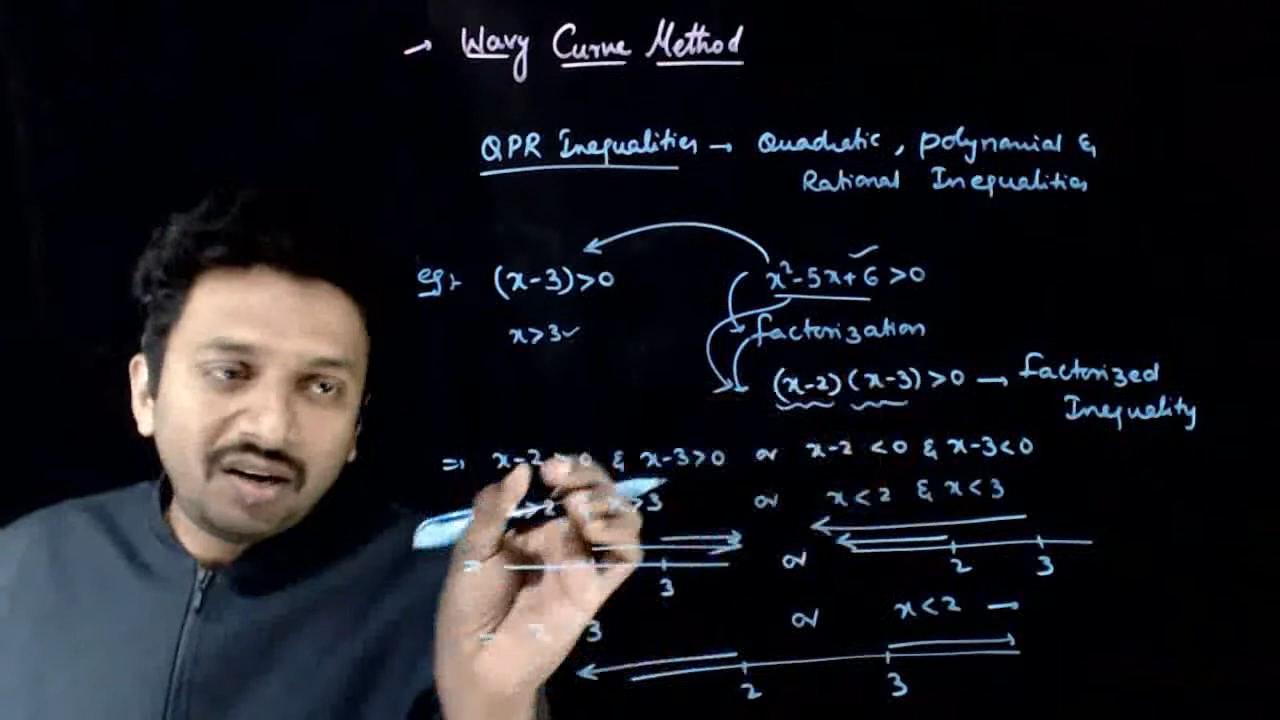 → Wavy Curve Method
QPR Inequalities → Quadratic, polynomial &
Rational Inequalities
eg: (x-3)>0
x²-5x+6>0
x>3✓
factorization
(x-2)(x-3)>0 → factorized
Inequality
⇒ x-2 >0 & x-3>0 or x-2<0 & x-3<0
>3 or x<2 & x<3
= 3 or 2 3
= 3 or x<2 →
2 3